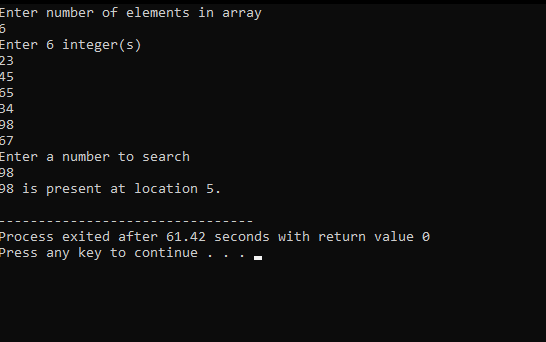 Enter number of elements in array
6
Enter 6 integer(s)
23
45
65
34
98
67
Enter a number to search
98
98 is present at location 5.
--------------------------------
Process exited after 61.42 seconds with return value 0
Press any key to continue . . .